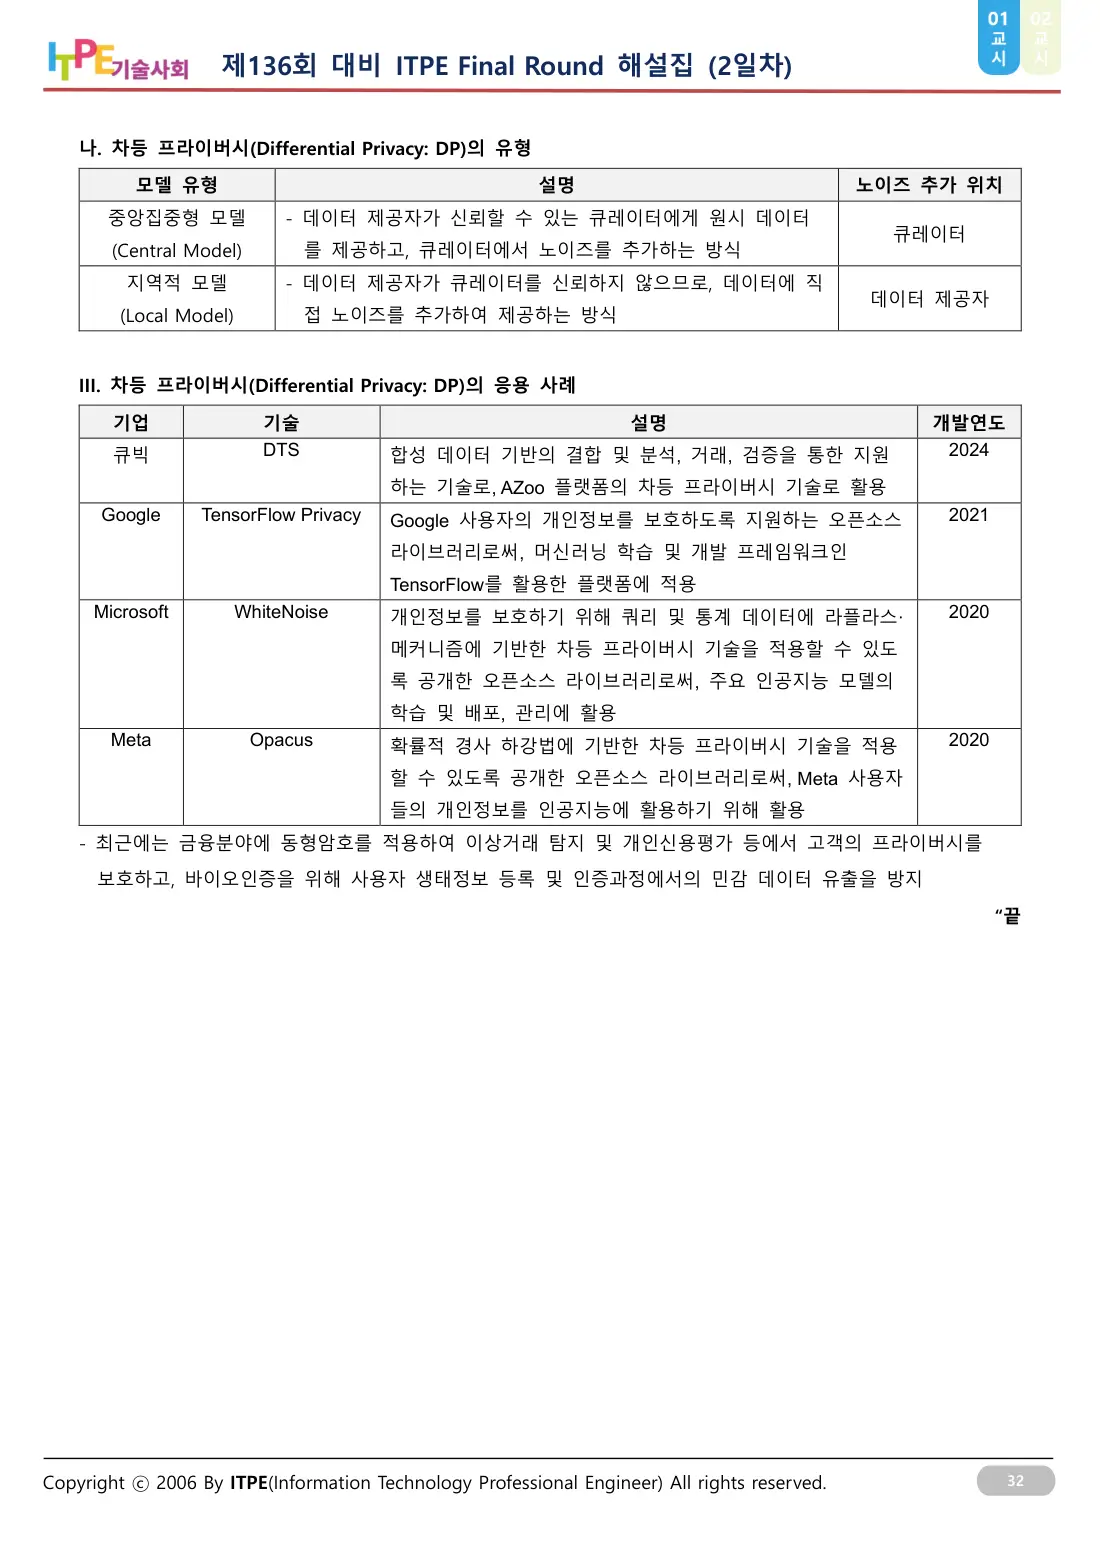 ITPE기술사회
제136회 대비 ITPE Final Round 해설집 (2일차)
01
교
시
02
교
시
나. 차등 프라이버시(Differential Privacy: DP)의 유형
모델 유형 설명 노이즈 추가 위치
중앙집중형 모델
(Central Model)
- 데이터 제공자가 신뢰할 수 있는 큐레이터에게 원시 데이터
를 제공하고, 큐레이터에서 노이즈를 추가하는 방식
큐레이터
지역적 모델
(Local Model)
- 데이터 제공자가 큐레이터를 신뢰하지 않으므로, 데이터에 직
접 노이즈를 추가하여 제공하는 방식
데이터 제공자
III. 차등 프라이버시(Differential Privacy: DP)의 응용 사례
기업 기술 설명 개발연도
큐빅 DTS 합성 데이터 기반의 결합 및 분석, 거래, 검증을 통한 지원 2024
하는 기술로, AZoo 플랫폼의 차등 프라이버시 기술로 활용
Google TensorFlow Privacy Google 사용자의 개인정보를 보호하도록 지원하는 오픈소스 2021
라이브러리로써, 머신러닝 학습 및 개발 프레임워크인
TensorFlow를 활용한 플랫폼에 적용
Microsoft WhiteNoise 개인정보를 보호하기 위해 쿼리 및 통계 데이터에 라플라스· 2020
메커니즘에 기반한 차등 프라이버시 기술을 적용할 수 있도
록 공개한 오픈소스 라이브러리로써, 주요 인공지능 모델의
학습 및 배포, 관리에 활용
Meta Opacus 확률적 경사 하강법에 기반한 차등 프라이버시 기술을 적용 2020
할 수 있도록 공개한 오픈소스 라이브러리로써, Meta 사용자
들의 개인정보를 인공지능에 활용하기 위해 활용
- 최근에는 금융분야에 동형암호를 적용하여 이상거래 탐지 및 개인신용평가 등에서 고객의 프라이버시를
보호하고, 바이오인증을 위해 사용자 생태정보 등록 및 인증과정에서의 민감 데이터 유출을 방지
“끝
Copyright ⓒ 2006 By ITPE(Information Technology Professional Engineer) All rights reserved.
32